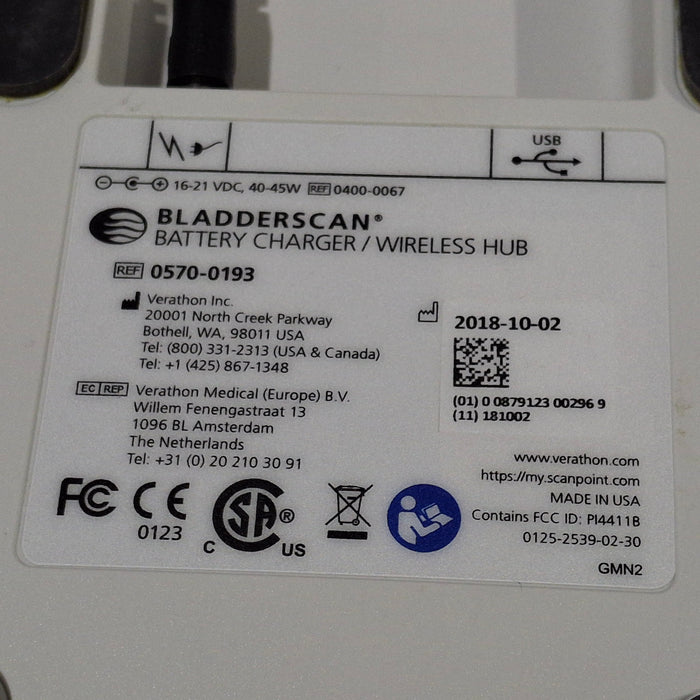 USB
16-21 VDC, 40-45W REF 0400-0067
BLADDERSCAN®
BATTERY CHARGER / WIRELESS HUB
REF 0570-0193
Verathon Inc.
20001 North Creek Parkway
Bothell, WA, 98011 USA
Tel: (800) 331-2313 (USA & Canada)
Tel: +1 (425) 867-1348
2018-10-02
(01) 0 0879123 00296 9
(11) 181002
EC REP Verathon Medical (Europe) B.V.
Willem Fenengastraat 13
1096 BL Amsterdam
The Netherlands
Tel: +31 (0) 20 210 30 91
www.verathon.com
https://my.scanpoint.com
MADE IN USA
Contains FCC ID: PI4411B
0125-2539-02-30
GMN2
FC CE
0123
C SA ® US